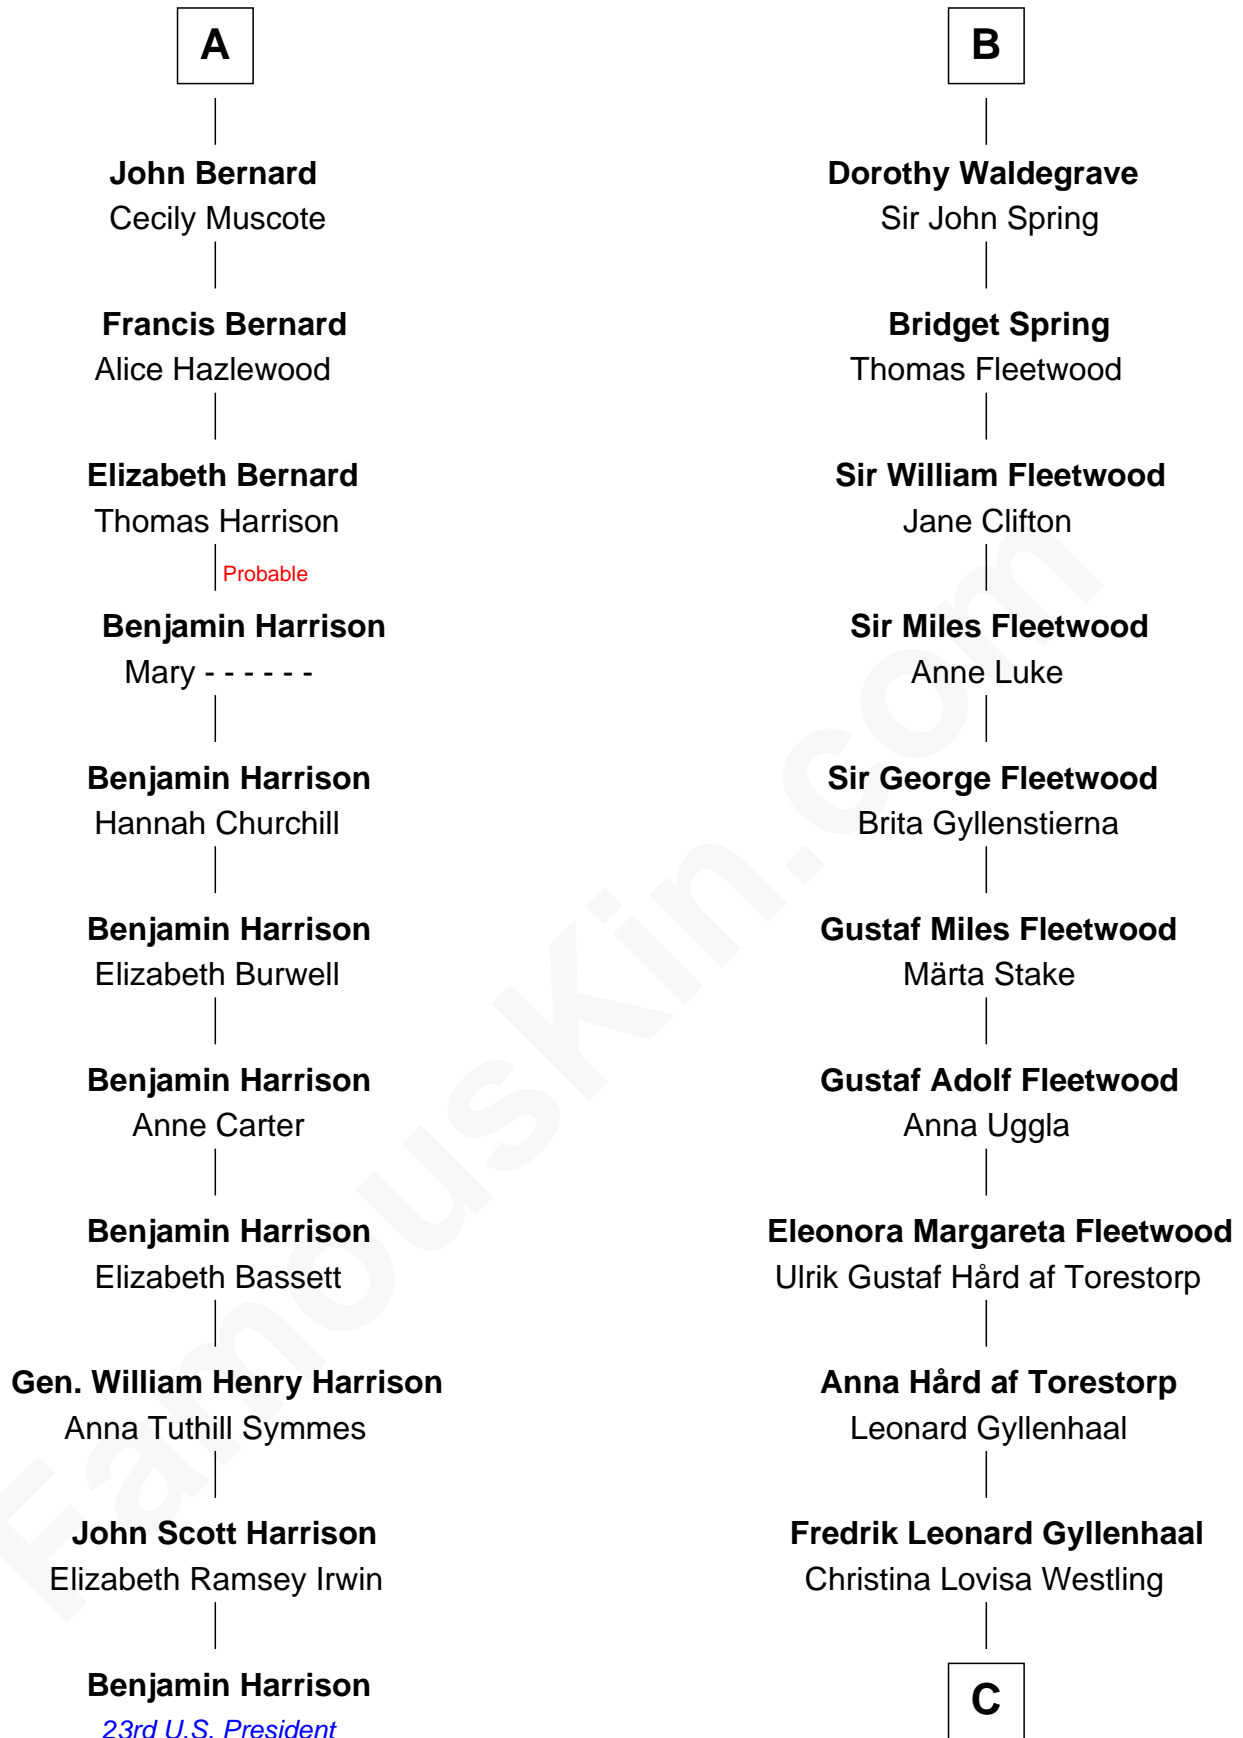 A
John Bernard
Cecily Muscote
Francis Bernard
Alice Hazlewood
Elizabeth Bernard
Thomas Harrison
Probable
Benjamin Harrison
Mary - - - - - -
Benjamin Harrison
Hannah Churchill
Benjamin Harrison
Elizabeth Burwell
Benjamin Harrison
Anne Carter
Benjamin Harrison
Elizabeth Bassett
Gen. William Henry Harrison
Anna Tuthill Symmes
John Scott Harrison
Elizabeth Ramsey Irwin
Benjamin Harrison
23rd U.S. President
B
Dorothy Waldegrave
Sir John Spring
Bridget Spring
Thomas Fleetwood
Sir William Fleetwood
Jane Clifton
Sir Miles Fleetwood
Anne Luke
Sir George Fleetwood
Brita Gyllenstierna
Gustaf Miles Fleetwood
Märta Stake
Gustaf Adolf Fleetwood
Anna Uggla
Eleonora Margareta Fleetwood
Ulrik Gustaf Hård af Torestorp
Anna Hård af Torestorp
Leonard Gyllenhaal
Fredrik Leonard Gyllenhaal
Christina Lovisa Westling
C
FamousKin.com